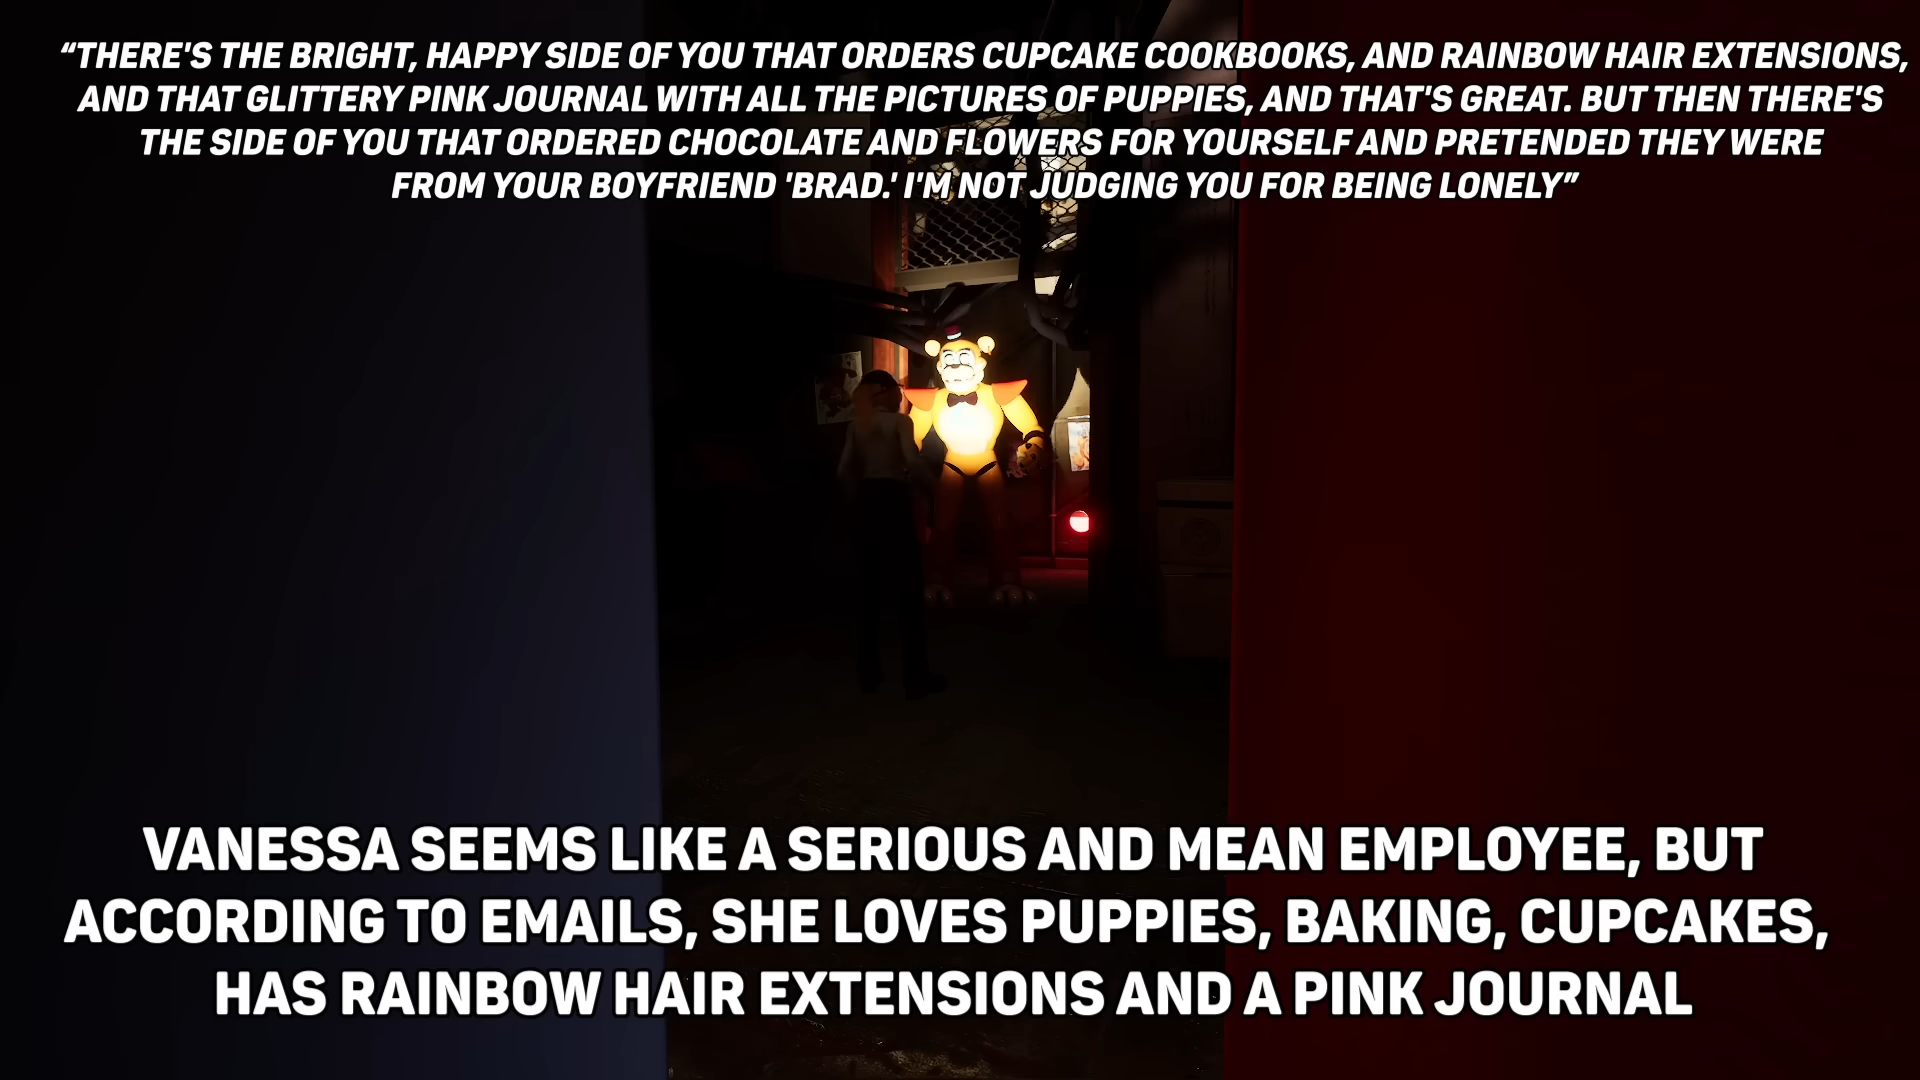 “THERE'S THE BRIGHT, HAPPY SIDE OF YOU THAT ORDERS CUPCAKE COOKBOOKS, AND RAINBOW HAIR EXTENSIONS,
AND THAT GLITTERY PINK JOURNAL WITH ALL THE PICTURES OF PUPPIES, AND THAT'S GREAT. BUT THEN THERE'S
THE SIDE OF YOU THAT ORDERED CHOCOLATE AND FLOWERS FOR YOURSELF AND PRETENDED THEY WERE
FROM YOUR BOYFRIEND 'BRAD.' I'M NOT JUDGING YOU FOR BEING LONELY”
VANESSA SEEMS LIKE A SERIOUS AND MEAN EMPLOYEE, BUT
ACCORDING TO EMAILS, SHE LOVES PUPPIES, BAKING, CUPCAKES,
HAS RAINBOW HAIR EXTENSIONS AND A PINK JOURNAL